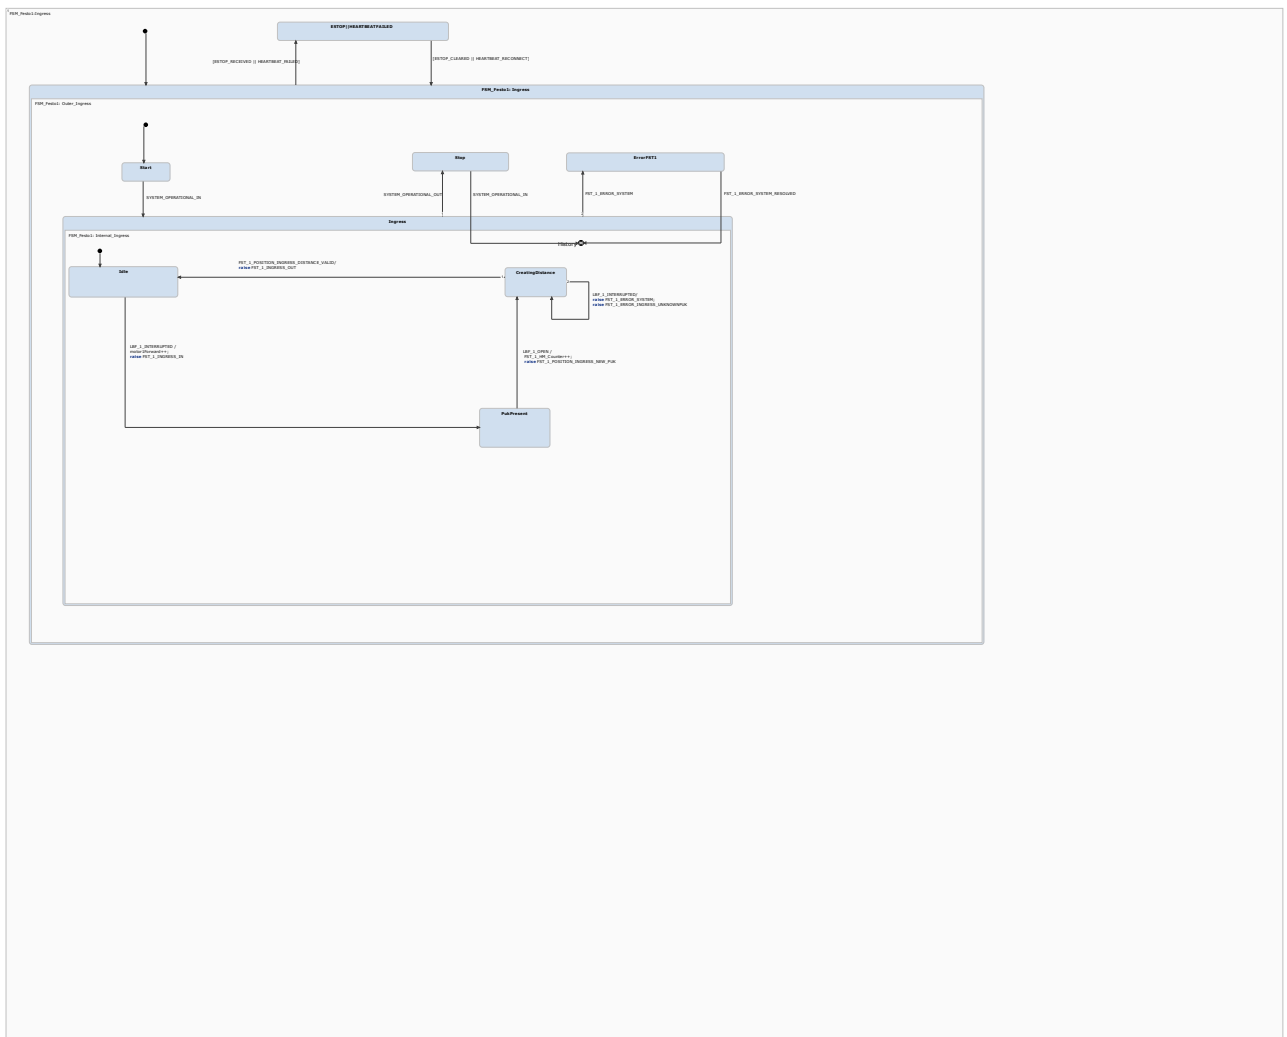 FSM_Festo1:Ingress
ESTOP||HEARTBEATFAILED
[ESTOP_RECEIVED || HEARTBEAT_FAILED]
[ESTOP_CLEARED || HEARTBEAT_RECONNECT]
FSM_Festo1: Ingress
FSM_Festo1: Outer_Ingress
Start
Stop
ErrorFST1
SYSTEM_OPERATIONAL_IN
SYSTEM_OPERATIONAL_OUT
SYSTEM_OPERATIONAL_IN
FST_1_ERROR_SYSTEM
FST_1_ERROR_SYSTEM_RESOLVED
Ingress
FSM_Festo1: Internal_Ingress
History
Idle
FST_1_POSITION_INGRESS_DISTANCE_VALID/
raise FST_1_INGRESS_OUT
CreatingDistance
LBF_1_INTERRUPTED/
raise FST_1_ERROR_SYSTEM;
raise FST_1_ERROR_INGRESS_UNKNOWNPUK
LBF_1_INTERRUPTED /
motor1forward++;
raise FST_1_INGRESS_IN
LBF_1_OPEN /
FST_1_HM_Counter++;
raise FST_1_POSITION_INGRESS_NEW_PUK
PukPresent